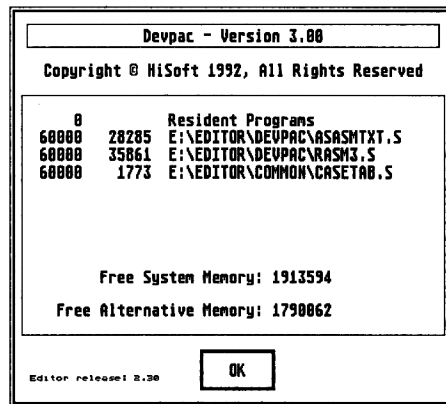 Devpac - Version 3.00
Copyright © HiSoft 1992, All Rights Reserved
0 Resident Programs
60000 28285 E:\EDITOR\DEVPAC\ASASMTXT.S
60000 35861 E:\EDITOR\DEVPAC\RASM3.S
60000 1773 E:\EDITOR\COMMON\CASETAB.S
Free System Memory: 1913594
Free Alternative Memory: 1790062
Editor release: 2.30
OK